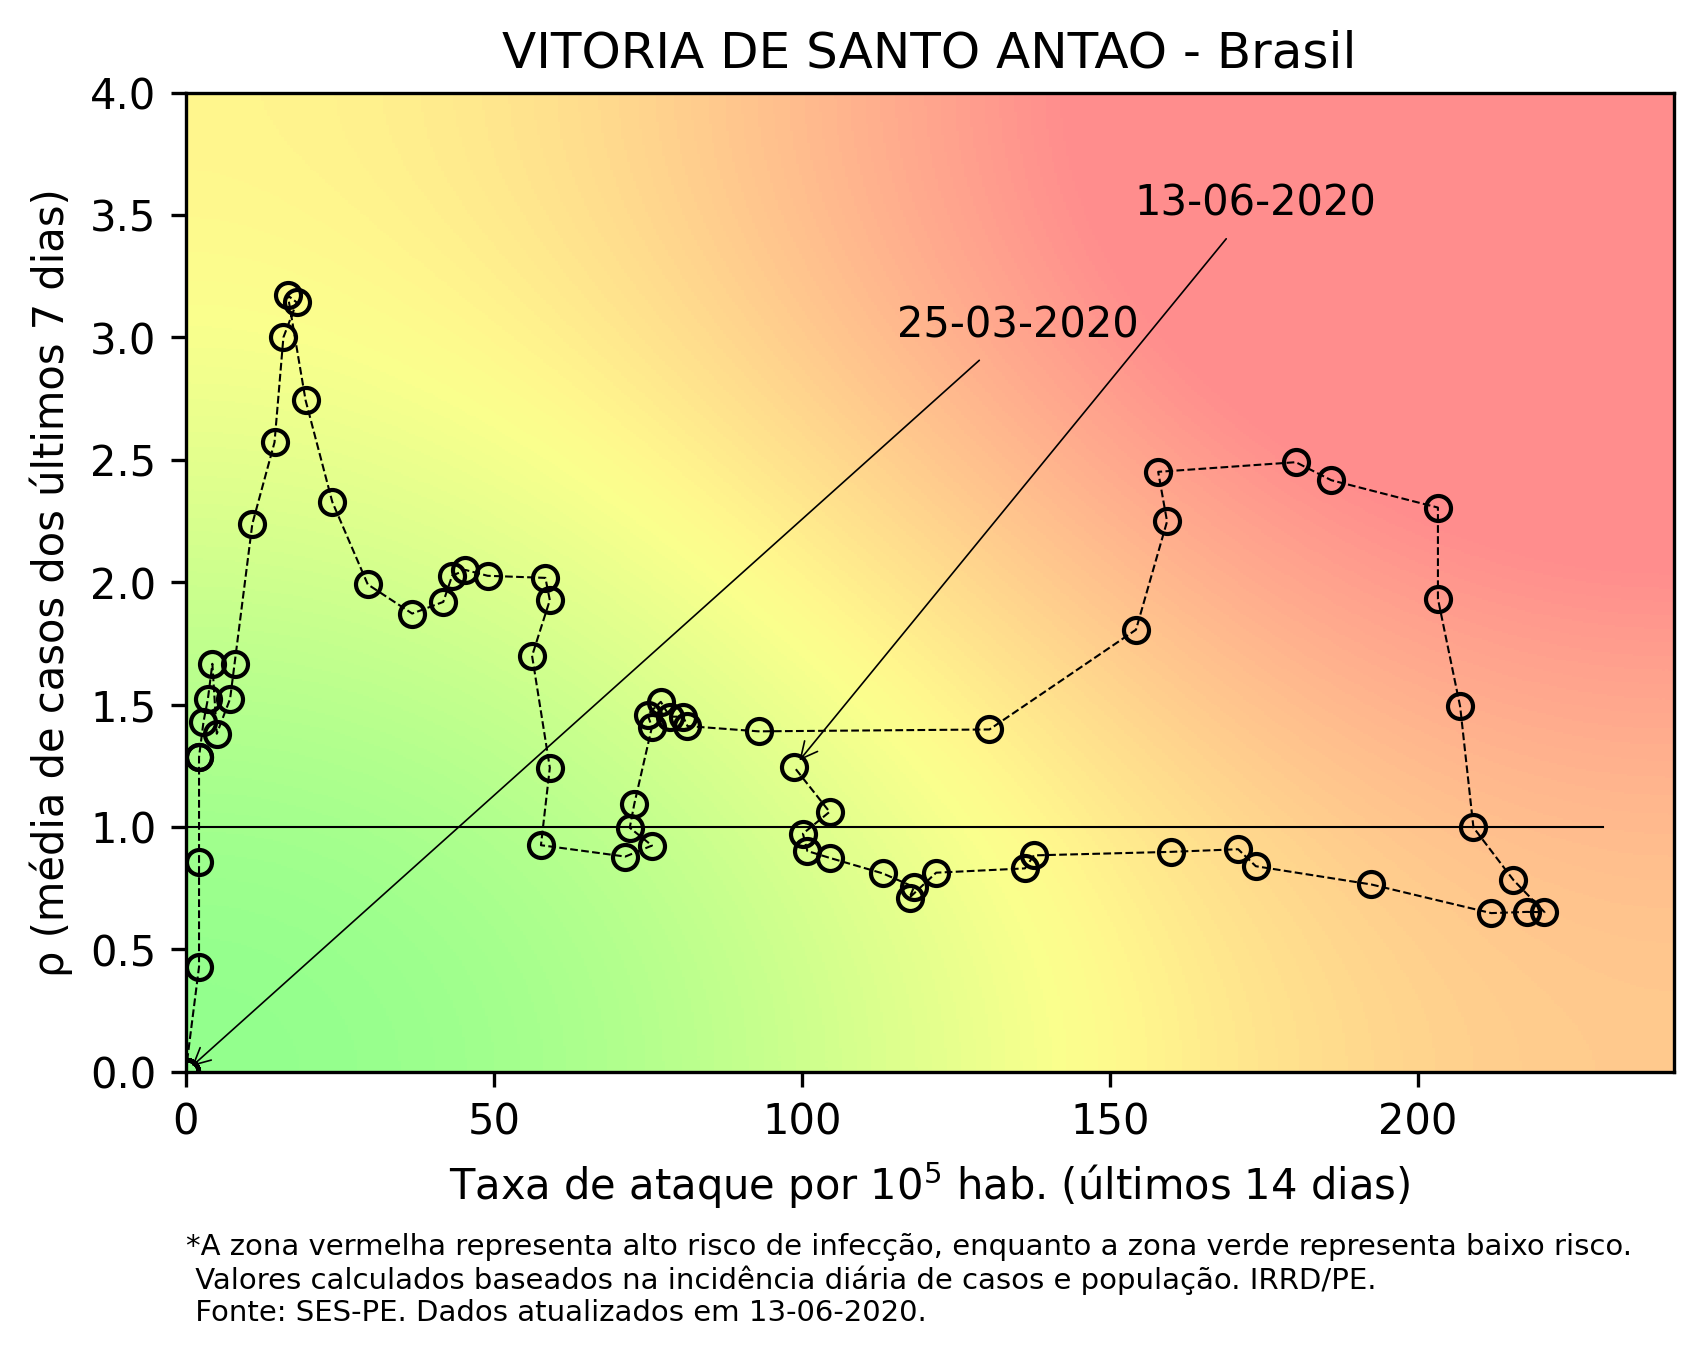 VITORIA DE SANTO ANTAO - Brasil
4.0
3.5
3.0
2.5
2.0
1.5
1.0
0.5
0.0
ρ (média de casos dos últimos 7 dias)
13-06-2020
25-03-2020
0 50 100 150 200
Taxa de ataque por 10⁵ hab. (últimos 14 dias)
*A zona vermelha representa alto risco de infecção, enquanto a zona verde representa baixo risco.
Valores calculados baseados na incidência diária de casos e população. IRRD/PE.
Fonte: SES-PE. Dados atualizados em 13-06-2020.